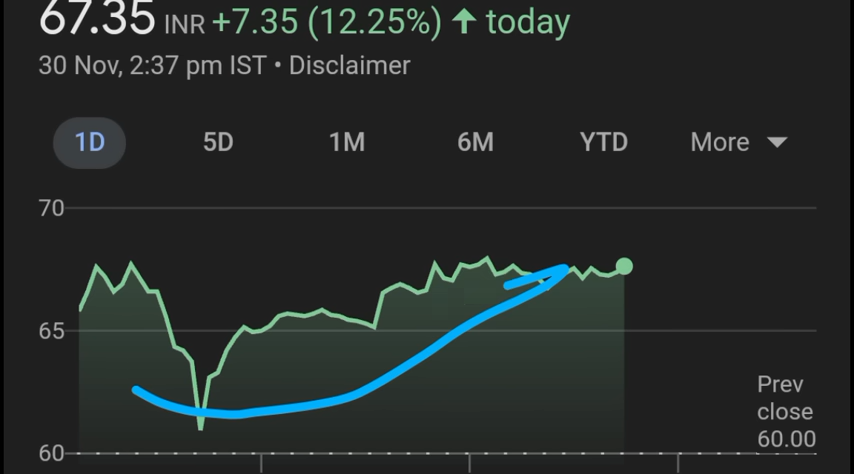 67.35 INR +7.35 (12.25%) ↑ today
30 Nov, 2:37 pm IST • Disclaimer
1D 5D 1M 6M YTD More
70
65
60
Prev
close
60.00